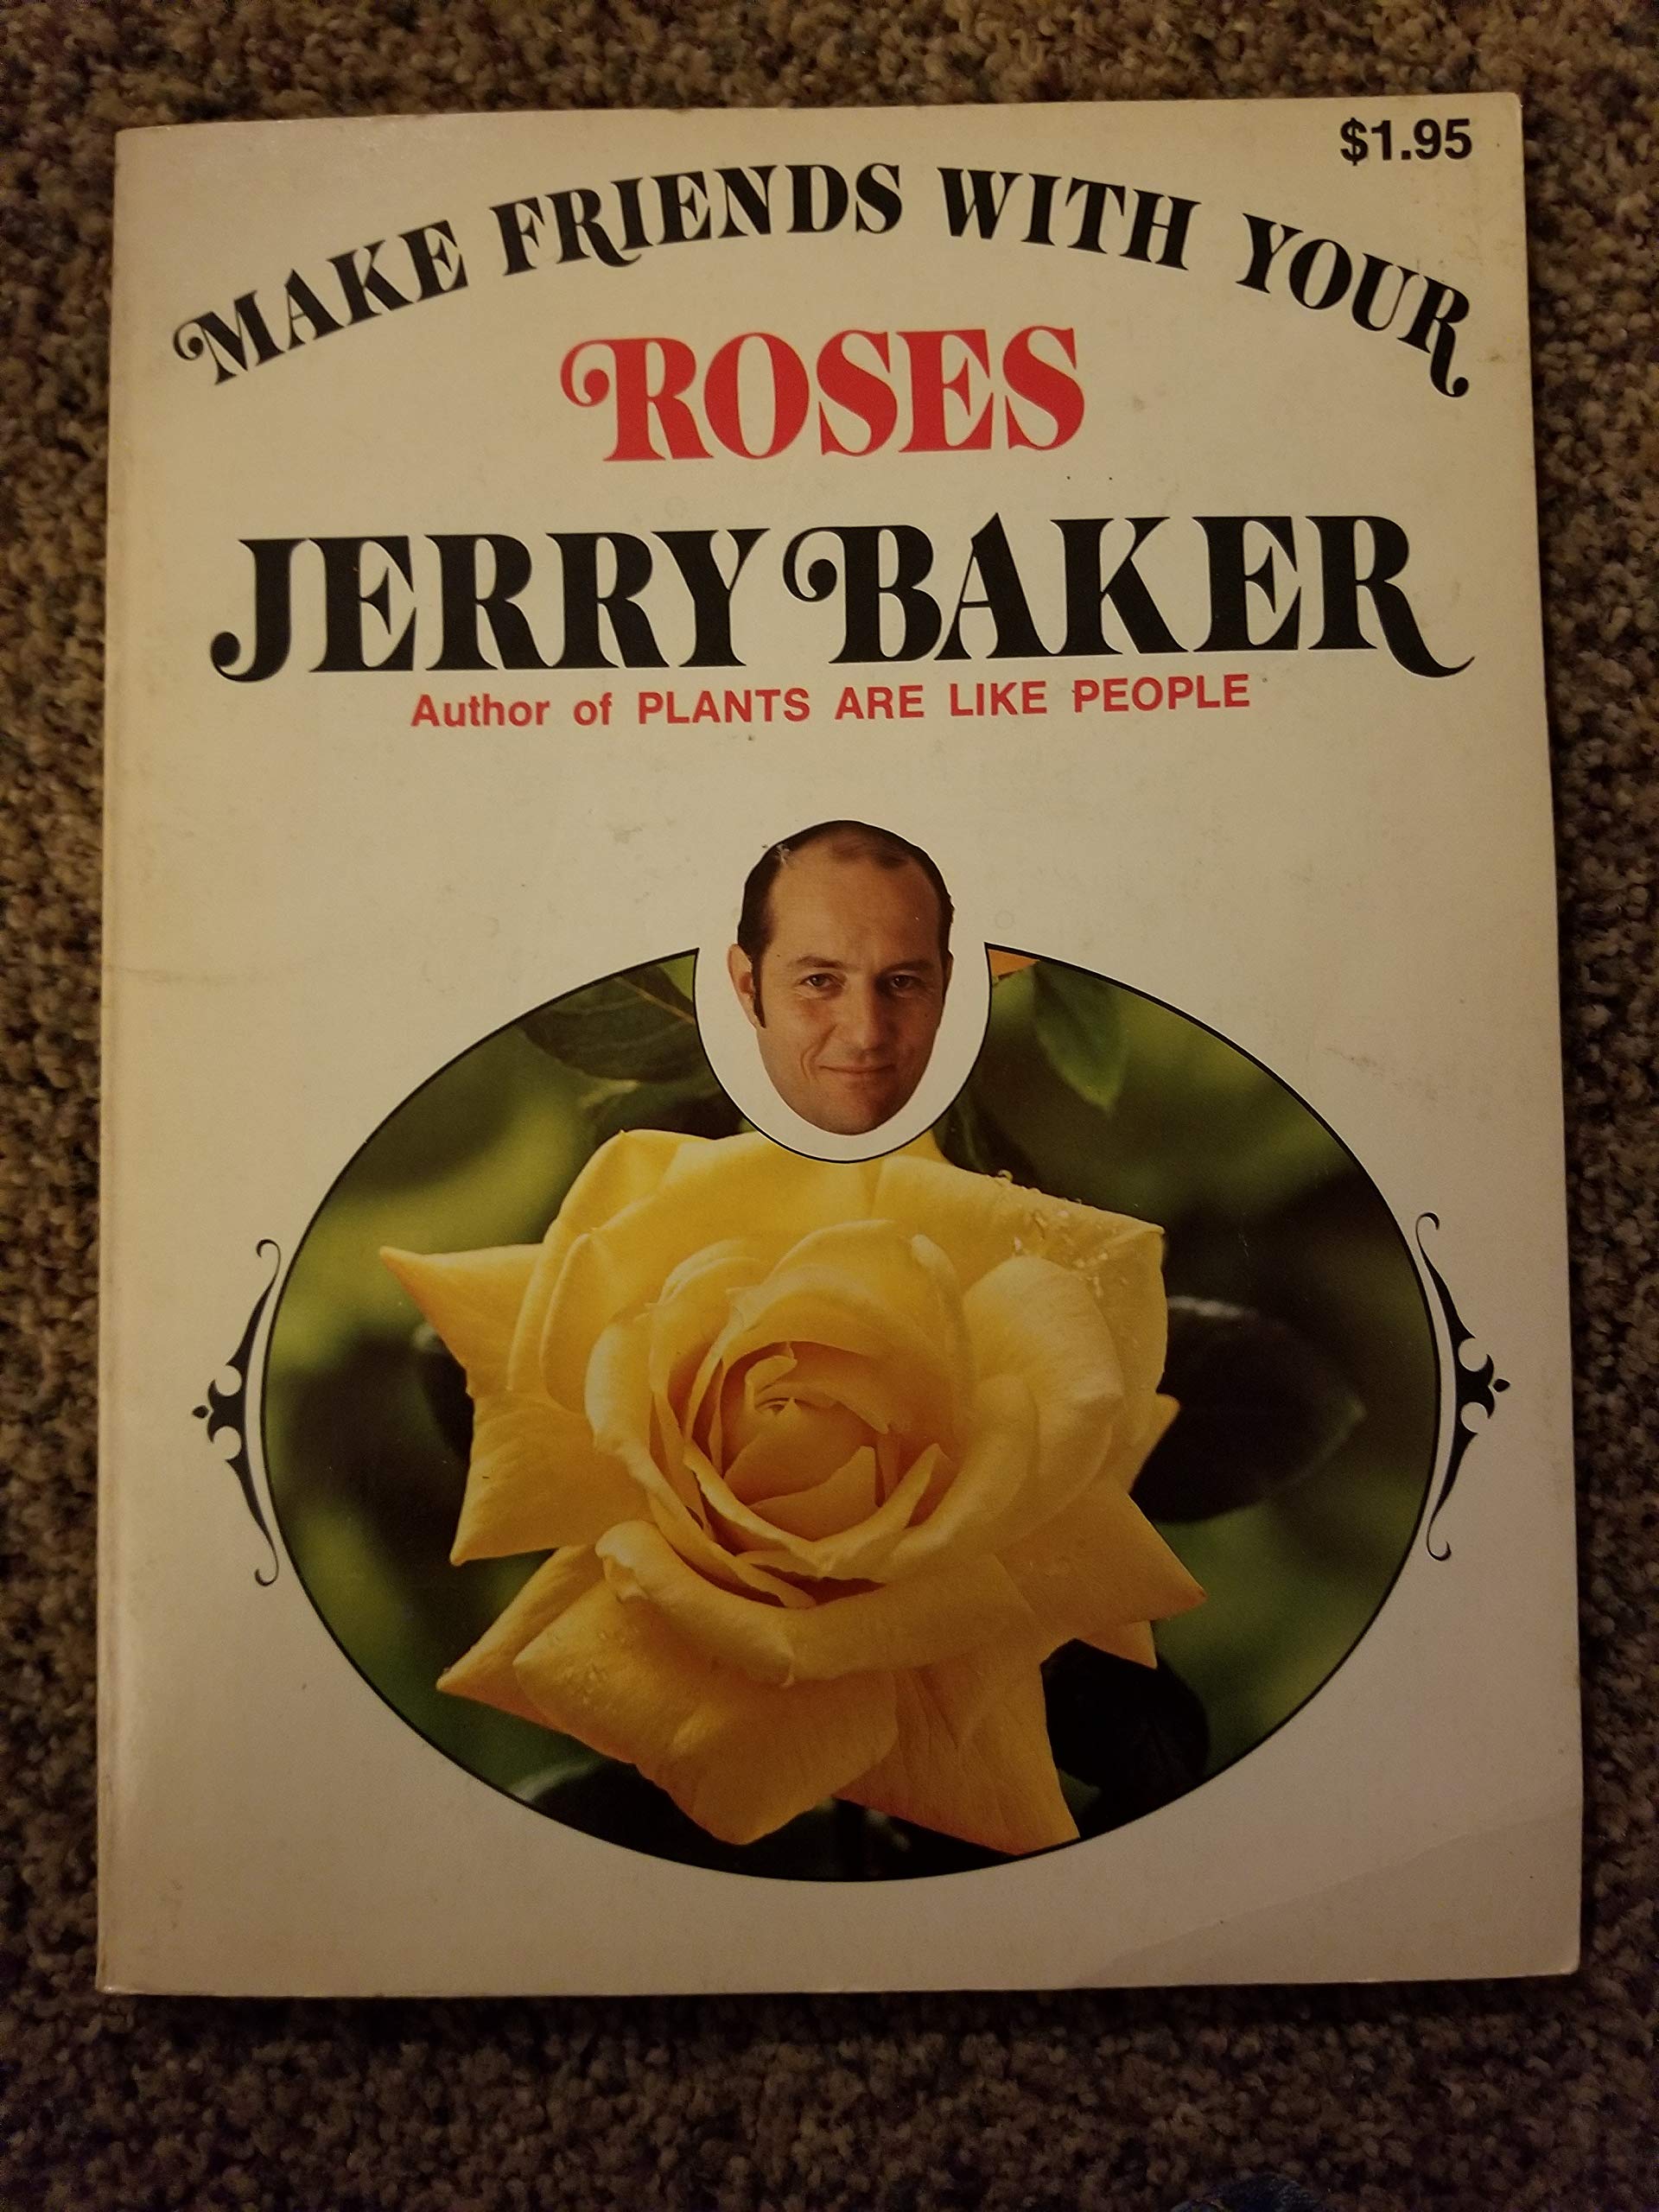 $1.95
MAKE FRIENDS WITH YOUR
ROSES
JERRY BAKER
Author of PLANTS ARE LIKE PEOPLE